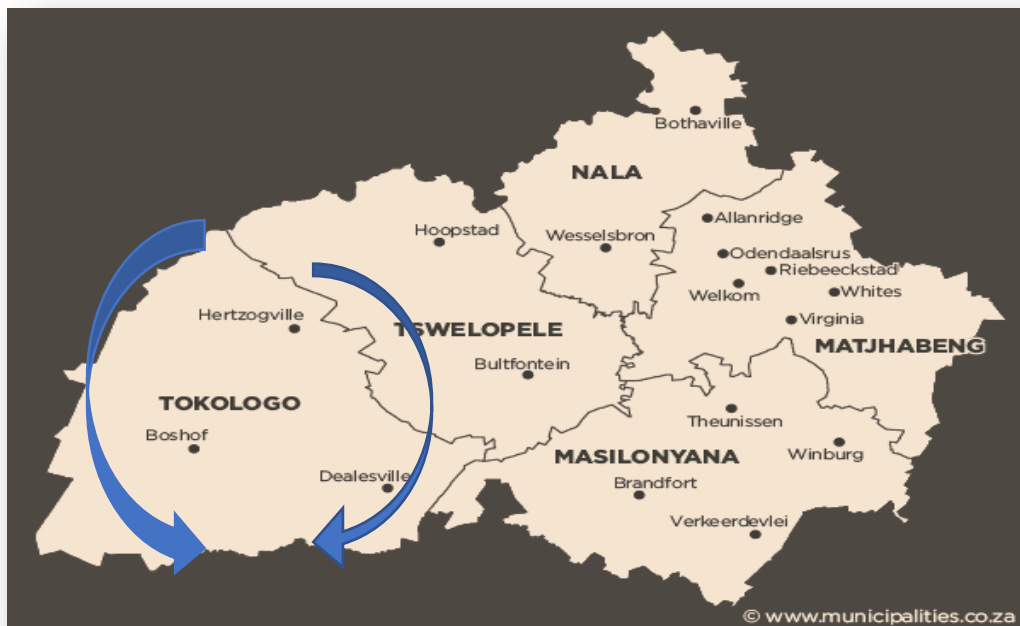 Bothaville
NALA
Allanridge
Hoopstad
Wesselsbron
Odendaalsrus
Riebeeckstad
Welkom
Whites
Hertzogville
Virginia
TSWELOPELE
MATJHABENG
Bultfontein
TOKOLOGO
Theunissen
Boshof
Winburg
MASILONYANA
Dealesville
Brandfort
Verkeerdevlei
© www.municipalities.co.za